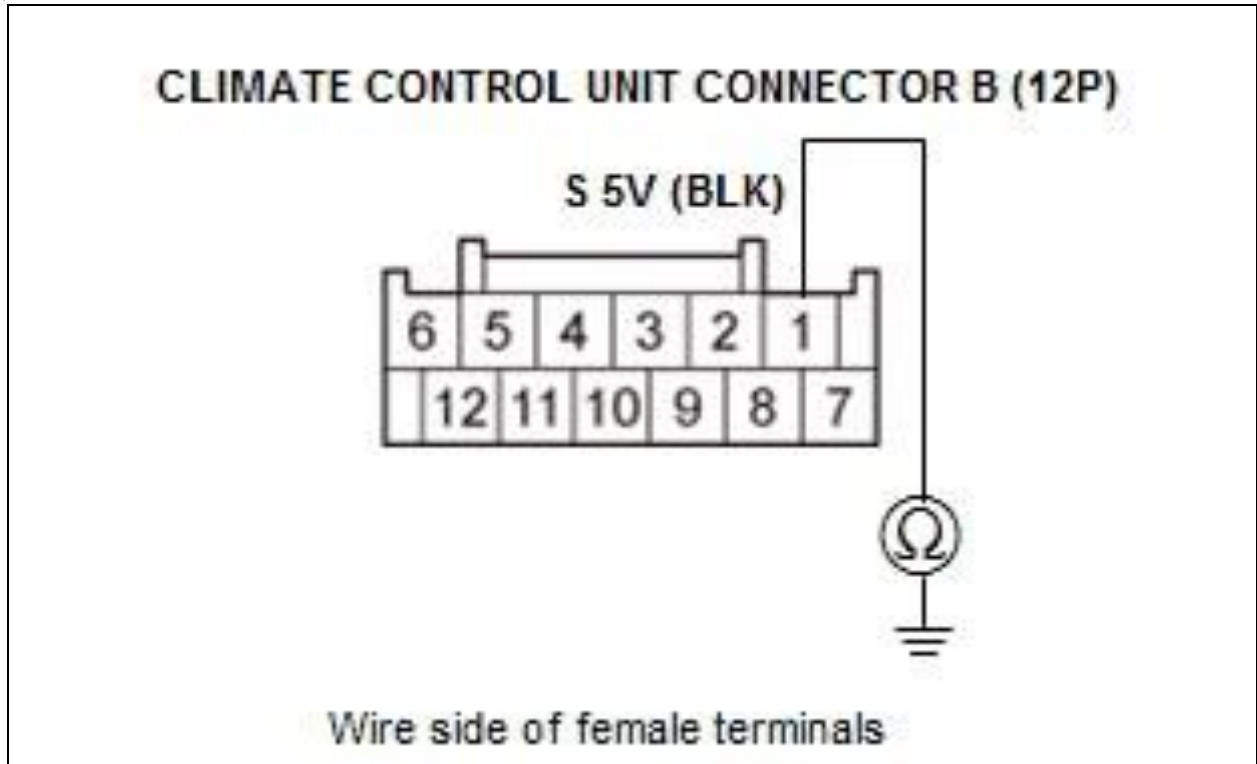 CLIMATE CONTROL UNIT CONNECTOR B (12P)
S 5V (BLK)
6 5 4 3 2 1
12 11 10 9 8 7
Ω
Wire side of female terminals